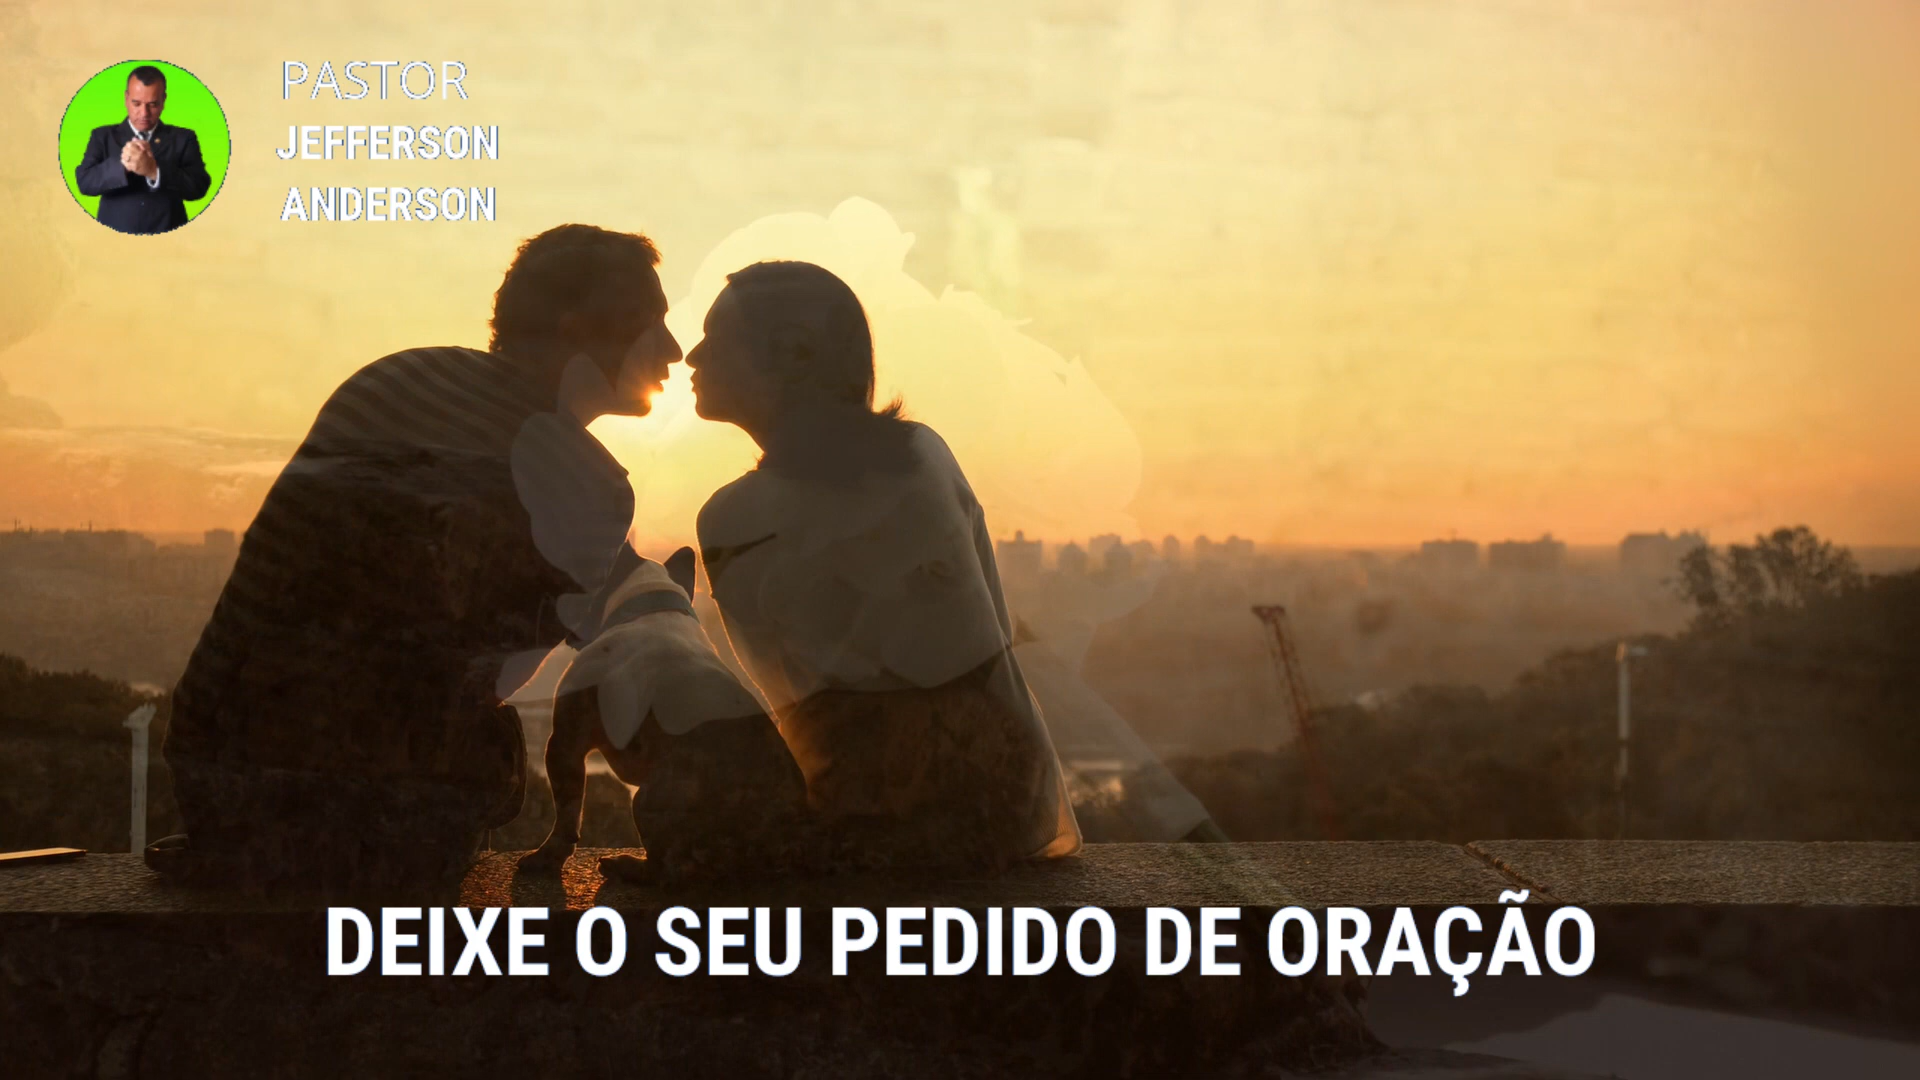 PASTOR
JEFFERSON
ANDERSON
DEIXE O SEU PEDIDO DE ORAÇÃO